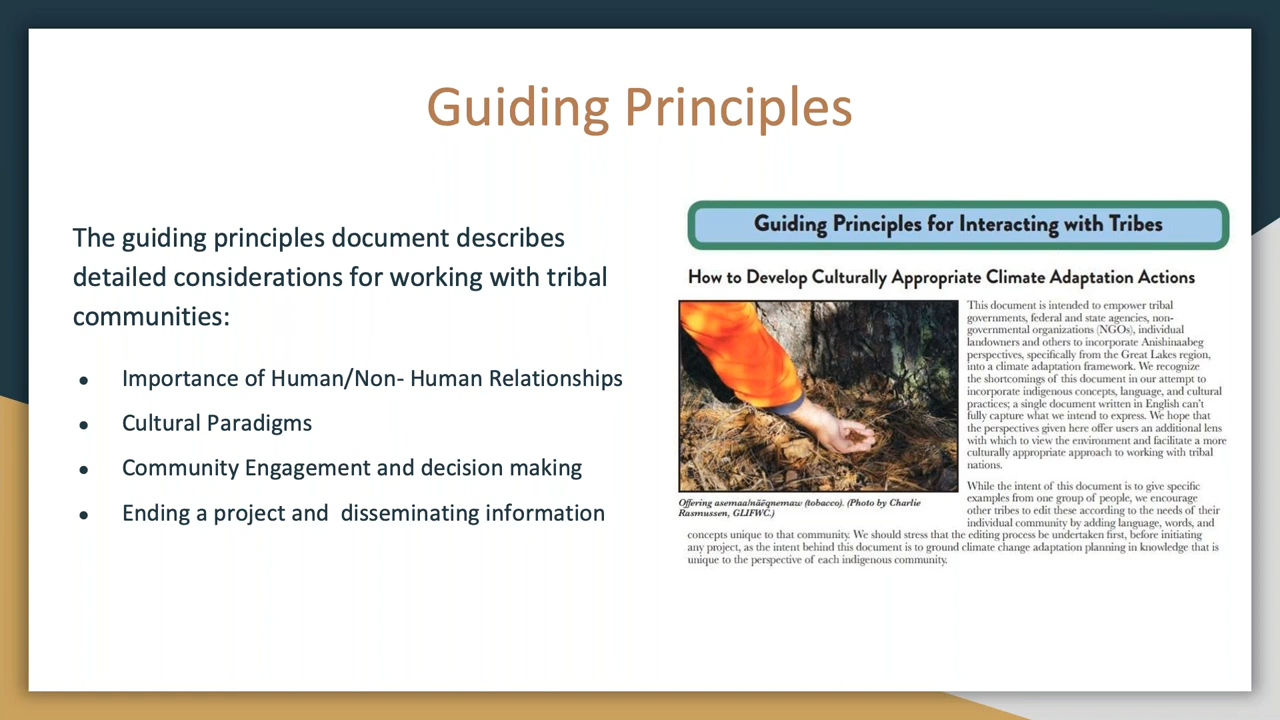 Guiding Principles
The guiding principles document describes
detailed considerations for working with tribal
communities:
● Importance of Human/Non- Human Relationships
● Cultural Paradigms
● Community Engagement and decision making
● Ending a project and  disseminating information
Guiding Principles for Interacting with Tribes
How to Develop Culturally Appropriate Climate Adaptation Actions
Offering asemaa/nāēqnemaw (tobacco). (Photo by Charlie
Rasmussen, GLIFWC.)
This document is intended to empower tribal
governments, federal and state agencies, non-
governmental organizations (NGOs), individual
landowners and others to incorporate Anishinaabeg
perspectives, specifically from the Great Lakes region,
into a climate adaptation framework. We recognize
the shortcomings of this document in our attempt to
incorporate indigenous concepts, language, and cultural
practices; a single document written in English can't
fully capture what we intend to express. We hope that
the perspectives given here offer users an additional lens
with which to view the environment and facilitate a more
culturally appropriate approach to working with tribal
nations.
While the intent of this document is to give specific
examples from one group of people, we encourage
other tribes to edit these according to the needs of their
individual community by adding language, words, and
concepts unique to that community. We should stress that the editing process be undertaken first, before initiating
any project, as the intent behind this document is to ground climate change adaptation planning in knowledge that is
unique to the perspective of each indigenous community.